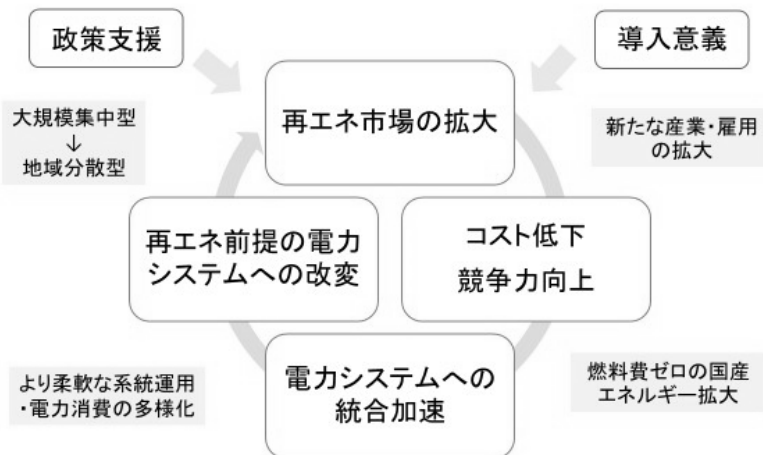 政策支援
導入意義
再エネ市場の拡大
大規模集中型
↓
地域分散型
新たな産業・雇用
の拡大
再エネ前提の電力
システムへの改変
コスト低下
競争力向上
電力システムへの
統合加速
より柔軟な系統運用
・電力消費の多様化
燃料費ゼロの国産
エネルギー拡大